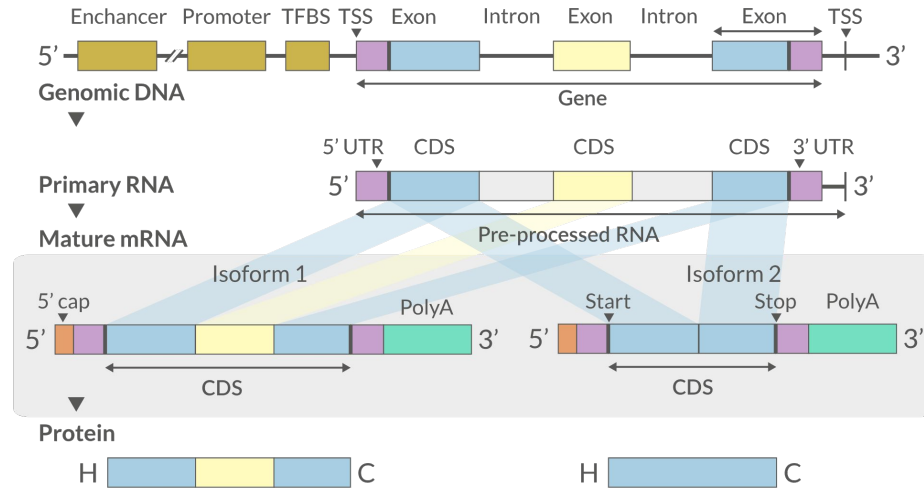 Enchancer Promoter TFBS TSS Exon Intron Exon Intron Exon TSS
5’ 3’
Genomic DNA
Gene
5’ UTR CDS CDS CDS 3’ UTR
Primary RNA 5’ 3’
Mature mRNA
Pre-processed RNA
Isoform 1 Isoform 2
5’ cap PolyA Start Stop PolyA
5’ 3’ 5’ 3’
CDS CDS
Protein
H C H C